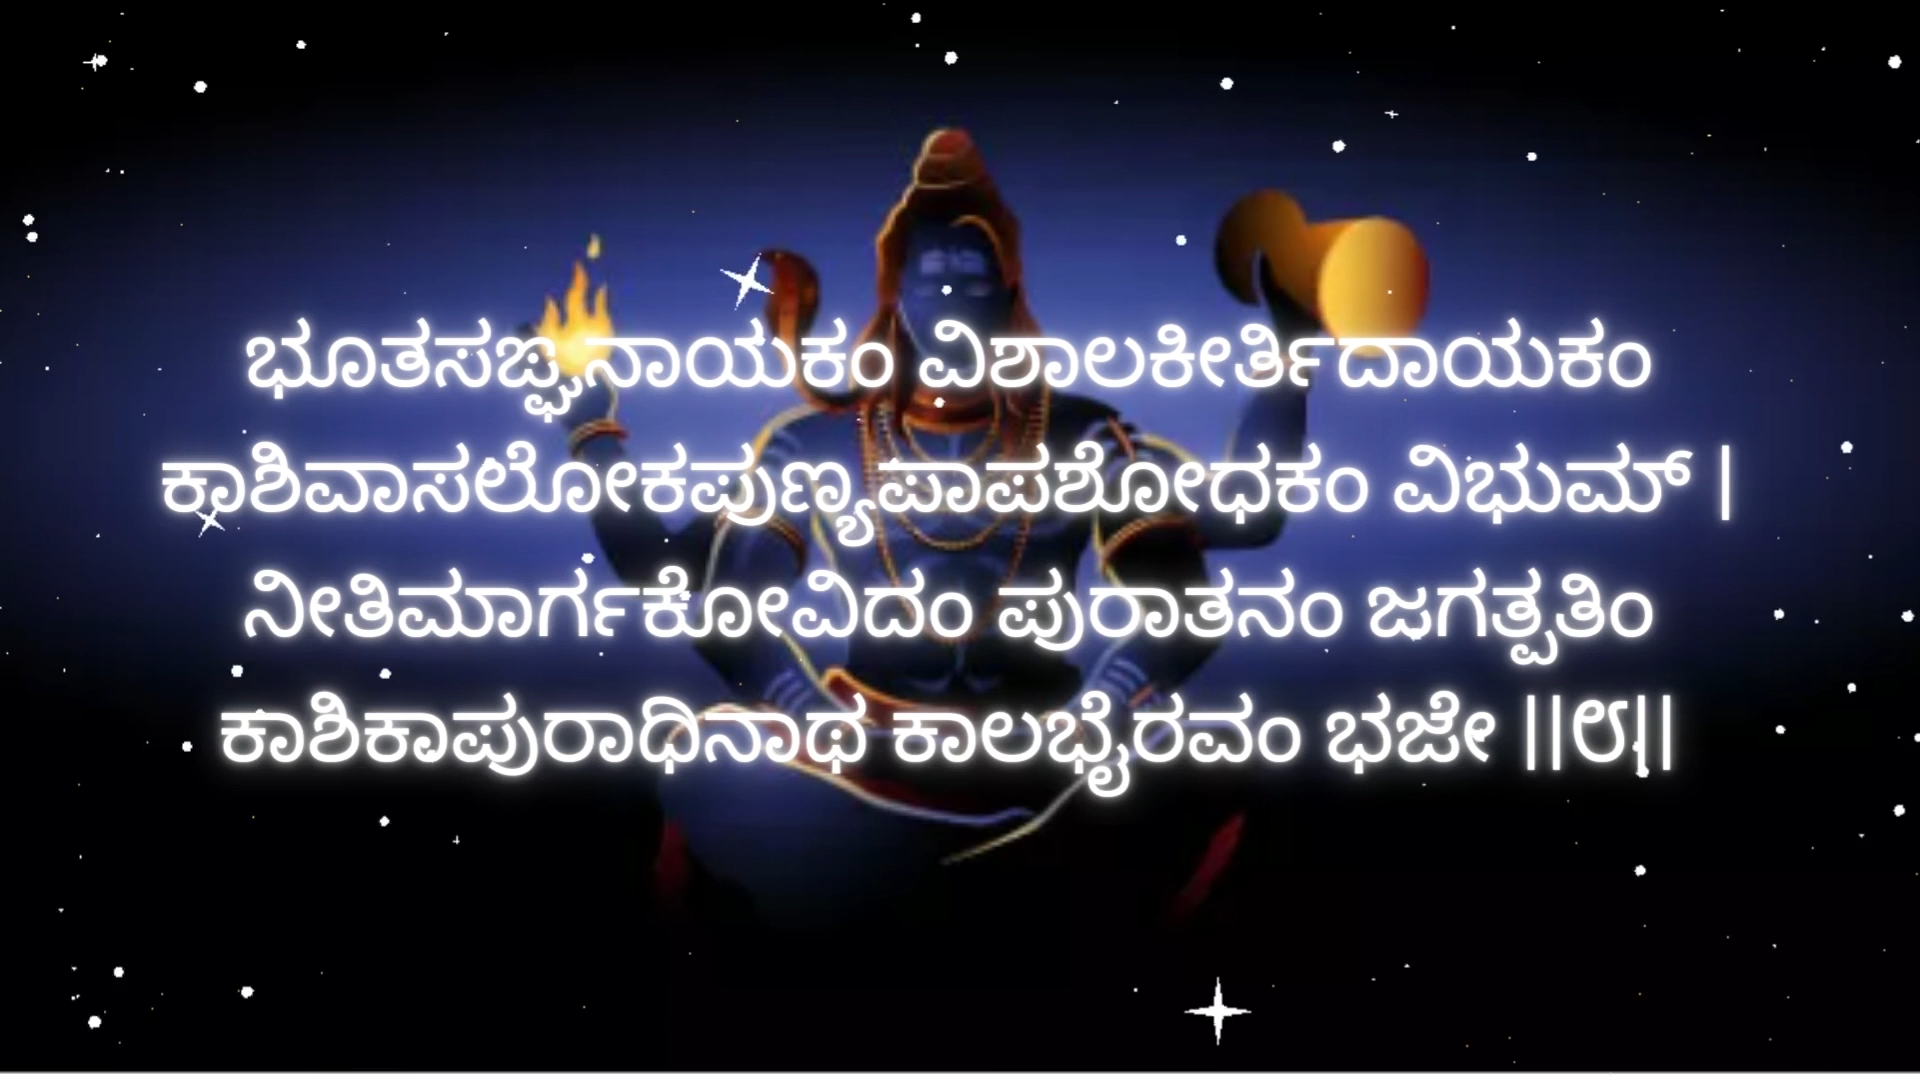 ಭೂತಸಙ್ಘನಾಯಕಂ ವಿಶಾಲಕೀರ್ತಿದಾಯಕಂ
ಕಾಶಿವಾಸಲೋಕಪುಣ್ಯಪಾಪಶೋಧಕಂ ವಿಭುಮ್ |
ನೀತಿಮಾರ್ಗಕೋವಿದಂ ಪುರಾತನಂ ಜಗತ್ಪತಿಂ
ಕಾಶಿಕಾಪುರಾಧಿನಾಥ ಕಾಲಭೈರವಂ ಭಜೇ ||೮||